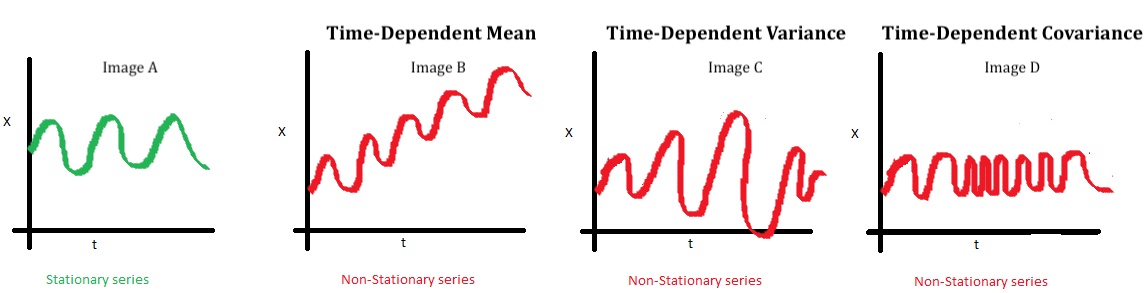 Time-Dependent Mean
Time-Dependent Variance
Time-Dependent Covariance
Image A
Image B
Image C
Image D
X
X
X
X
t
t
t
t
Stationary series
Non-Stationary series
Non-Stationary series
Non-Stationary series